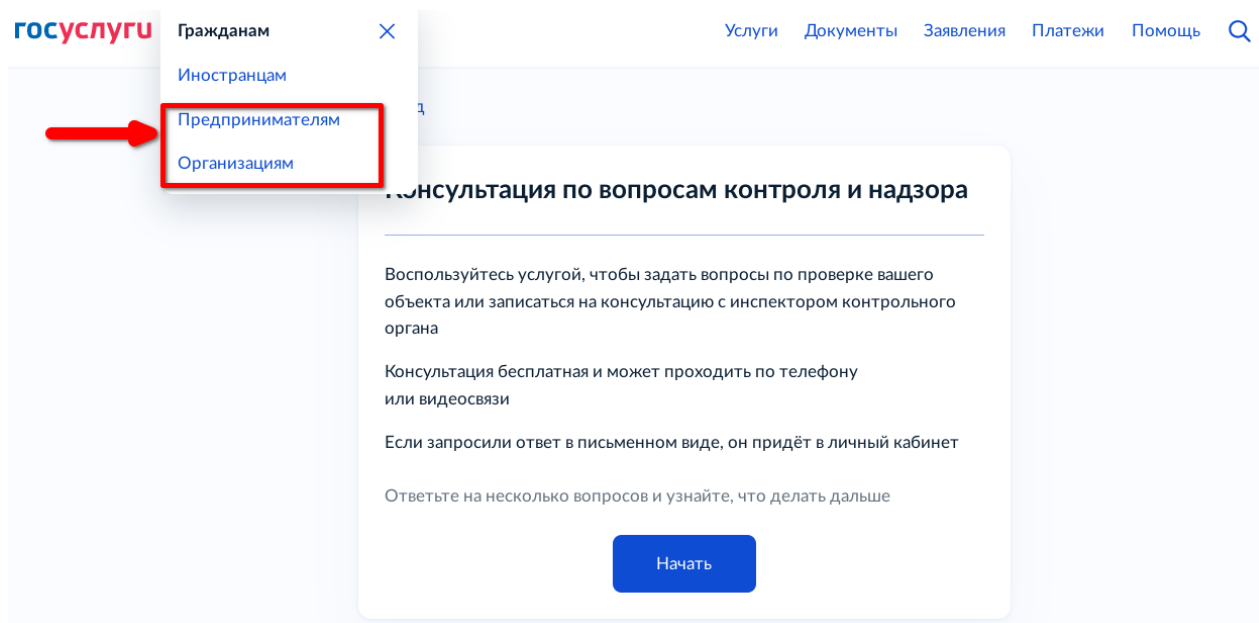 госуслуги
Гражданам
Услуги Документы Заявления Платежи Помощь
Иностранцам
Предпринимателям
Организациям
Консультация по вопросам контроля и надзора
Воспользуйтесь услугой, чтобы задать вопросы по проверке вашего
объекта или записаться на консультацию с инспектором контрольного
органа
Консультация бесплатная и может проходить по телефону
или видеосвязи
Если запросили ответ в письменном виде, он придёт в личный кабинет
Ответьте на несколько вопросов и узнайте, что делать дальше
Начать